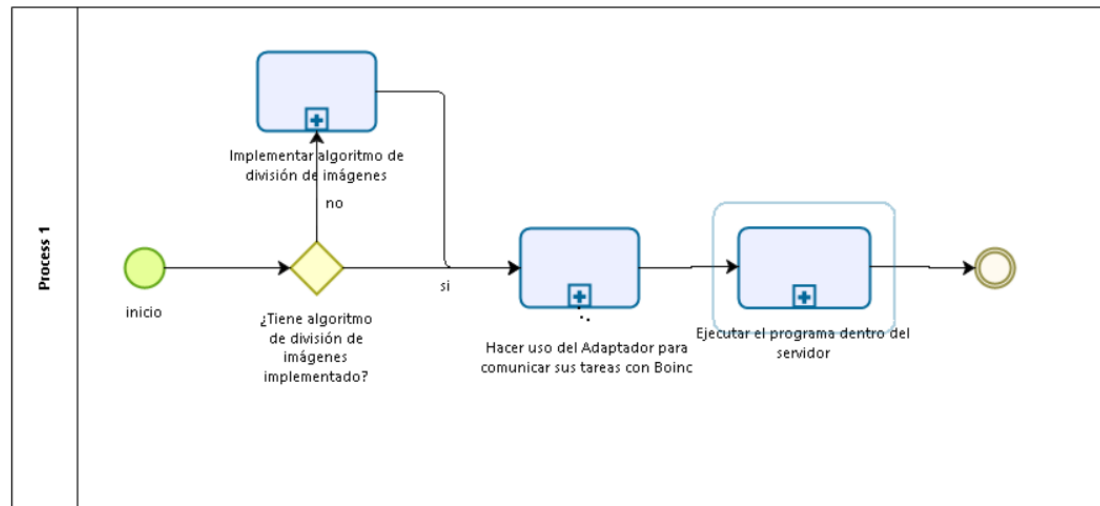 Process 1
Implementar algoritmo de
división de imágenes
no
inicio
si
¿Tiene algoritmo
de división de
imágenes
implementado?
Hacer uso del Adaptador para
comunicar sus tareas con Boinc
Ejecutar el programa dentro del
servidor